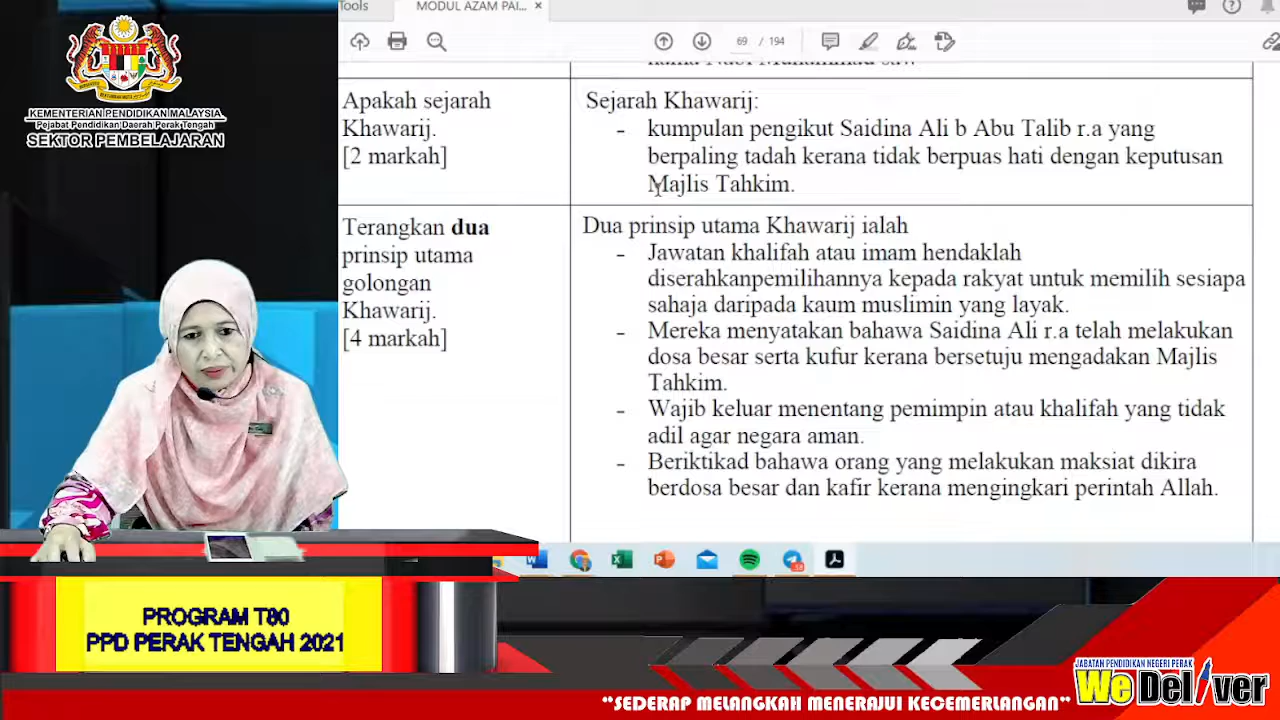 Tools
MODUL AZAM PAI...
69 / 194
KEMENTERIAN PENDIDIKAN MALAYSIA
Pejabat Pendidikan Daerah Perak Tengah
SEKTOR PEMBELAJARAN
nama Nabi Muhammad saw
Apakah sejarah
Khawarij.
[2 markah]
Sejarah Khawarij:
- kumpulan pengikut Saidina Ali b Abu Talib r.a yang
berpaling tadah kerana tidak berpuas hati dengan keputusan
Majlis Tahkim.
Terangkan dua
prinsip utama
golongan
Khawarij.
[4 markah]
Dua prinsip utama Khawarij ialah
- Jawatan khalifah atau imam hendaklah
diserahkanpemilihannya kepada rakyat untuk memilih sesiapa
sahaja daripada kaum muslimin yang layak.
- Mereka menyatakan bahawa Saidina Ali r.a telah melakukan
dosa besar serta kufur kerana bersetuju mengadakan Majlis
Tahkim.
- Wajib keluar menentang pemimpin atau khalifah yang tidak
adil agar negara aman.
- Beriktikad bahawa orang yang melakukan maksiat dikira
berdosa besar dan kafir kerana mengingkari perintah Allah.
PROGRAM T80
PPD PERAK TENGAH 2021
JABATAN PENDIDIKAN NEGERI PERAK
We Deliver
"SEDERAP MELANGKAH MENERAJUI KECEMERLANGAN"